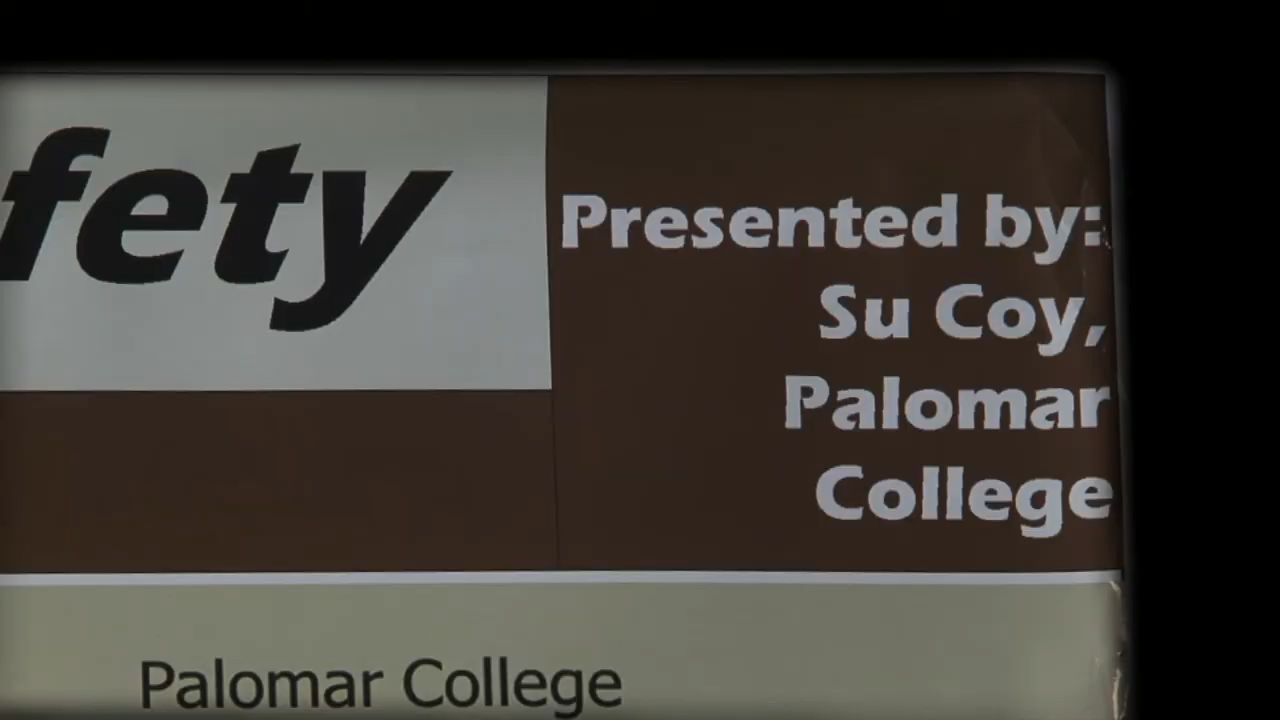 fety
Presented by:
Su Coy,
Palomar
College
Palomar College